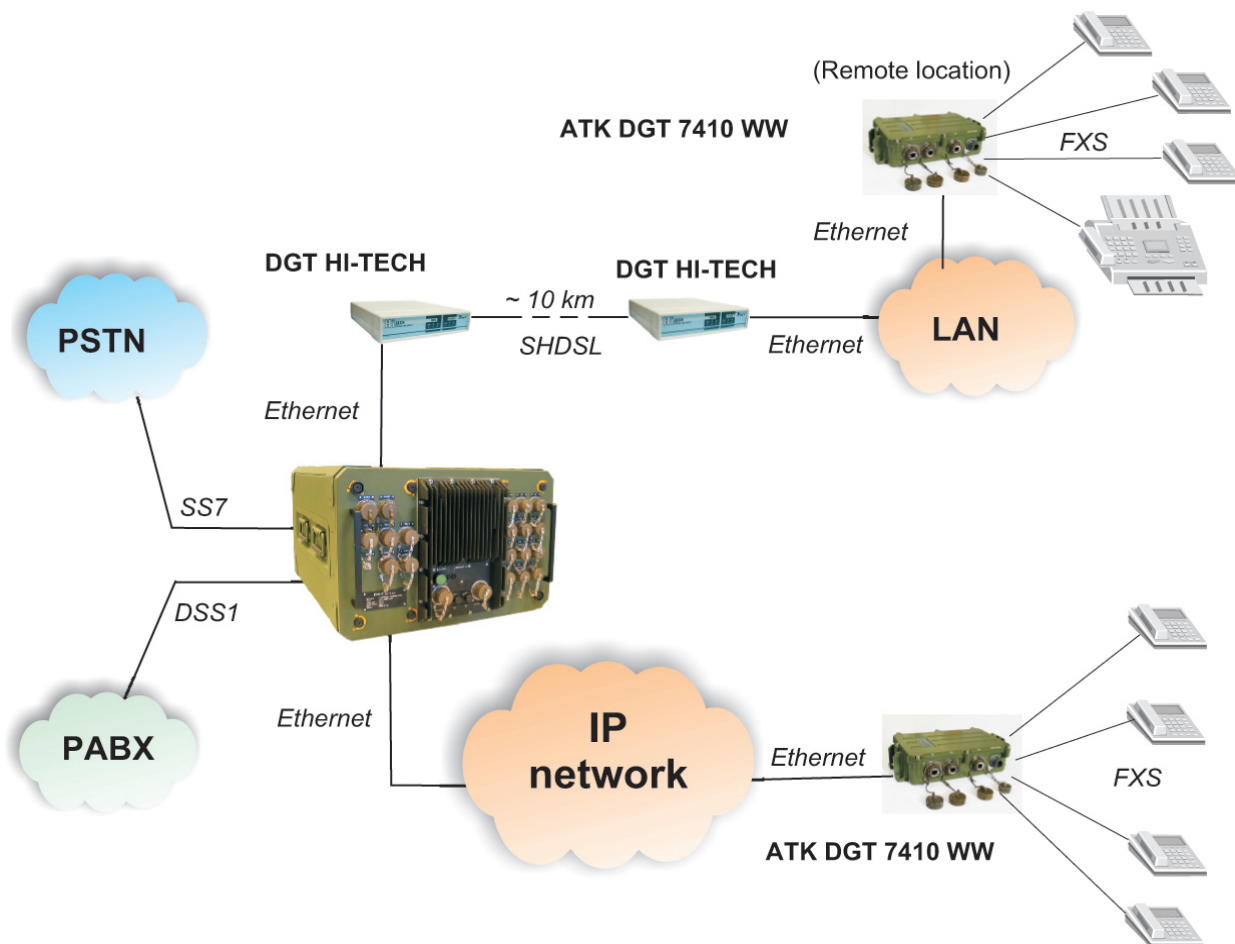 (Remote location)
ATK DGT 7410 WW
FXS
Ethernet
DGT HI-TECH
DGT HI-TECH
~ 10 km
SHDSL
Ethernet
LAN
PSTN
Ethernet
SS7
DSS1
PABX
Ethernet
IP
network
Ethernet
FXS
ATK DGT 7410 WW